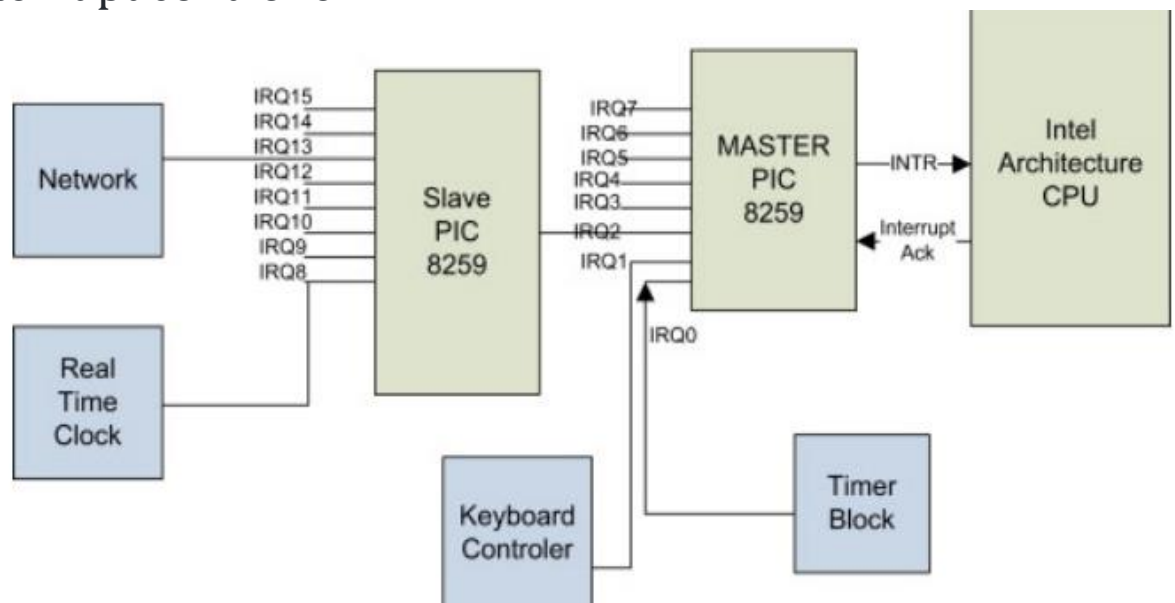 Network
Real
Time
Clock
IRQ15
IRQ14
IRQ13
IRQ12
IRQ11
IRQ10
IRQ9
IRQ8
Slave
PIC
8259
IRQ7
IRQ6
IRQ5
IRQ4
IRQ3
IRQ2
IRQ1
IRQ0
MASTER
PIC
8259
INTR
Interrupt
Ack
Intel
Architecture
CPU
Keyboard
Controler
Timer
Block